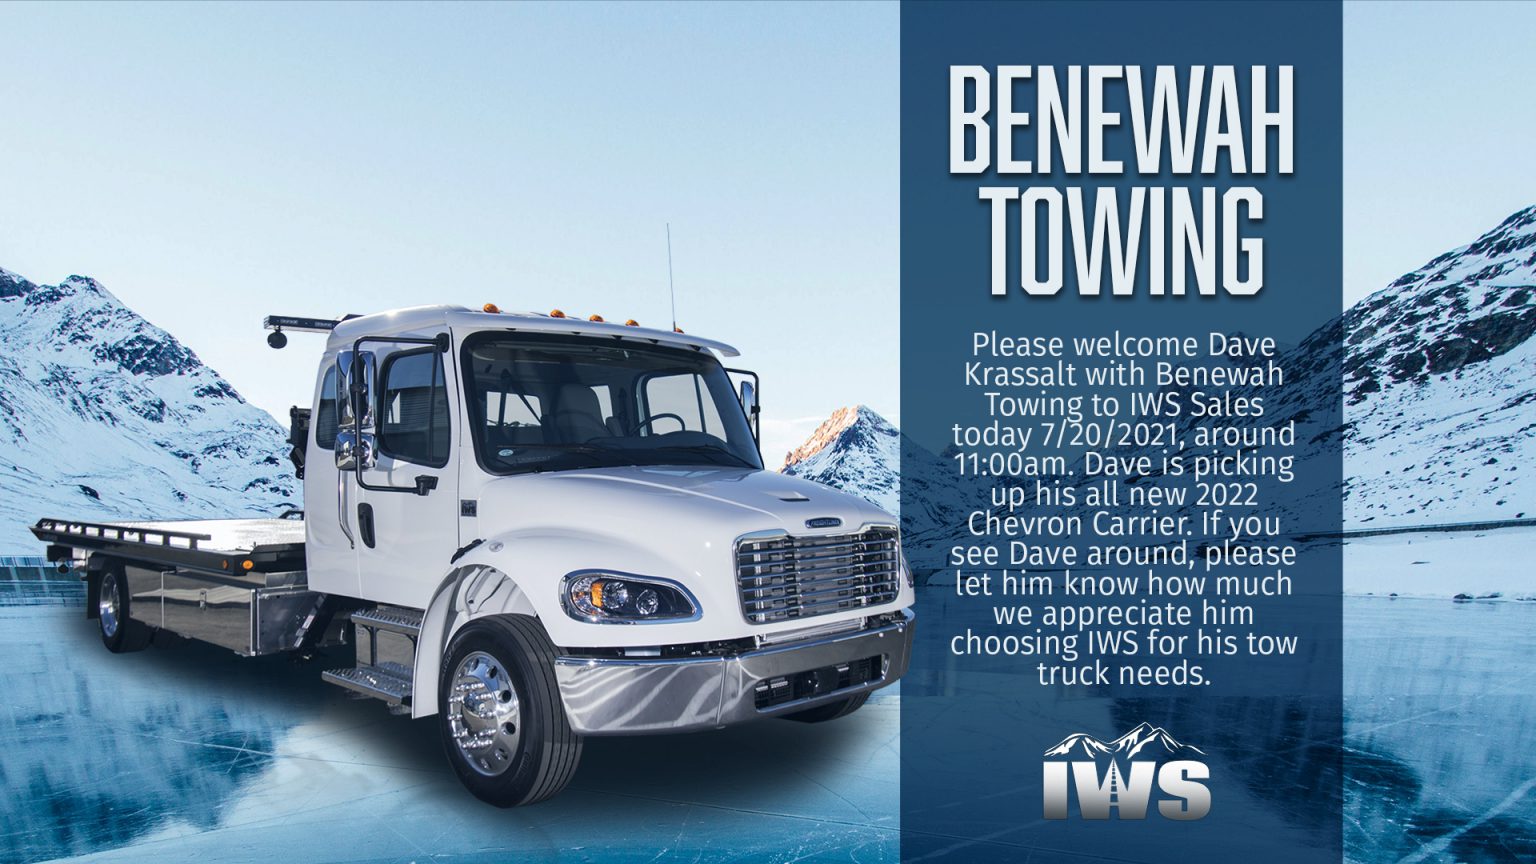 BENEWAH
TOWING
Please welcome Dave
Krassalt with Benewah
Towing to IWS Sales
today 7/20/2021, around
11:00am. Dave is picking
up his all new 2022
Chevron Carrier. If you
see Dave around, please
let him know how much
we appreciate him
choosing IWS for his tow
truck needs.
IWS
FREIGHTLINER
IWS